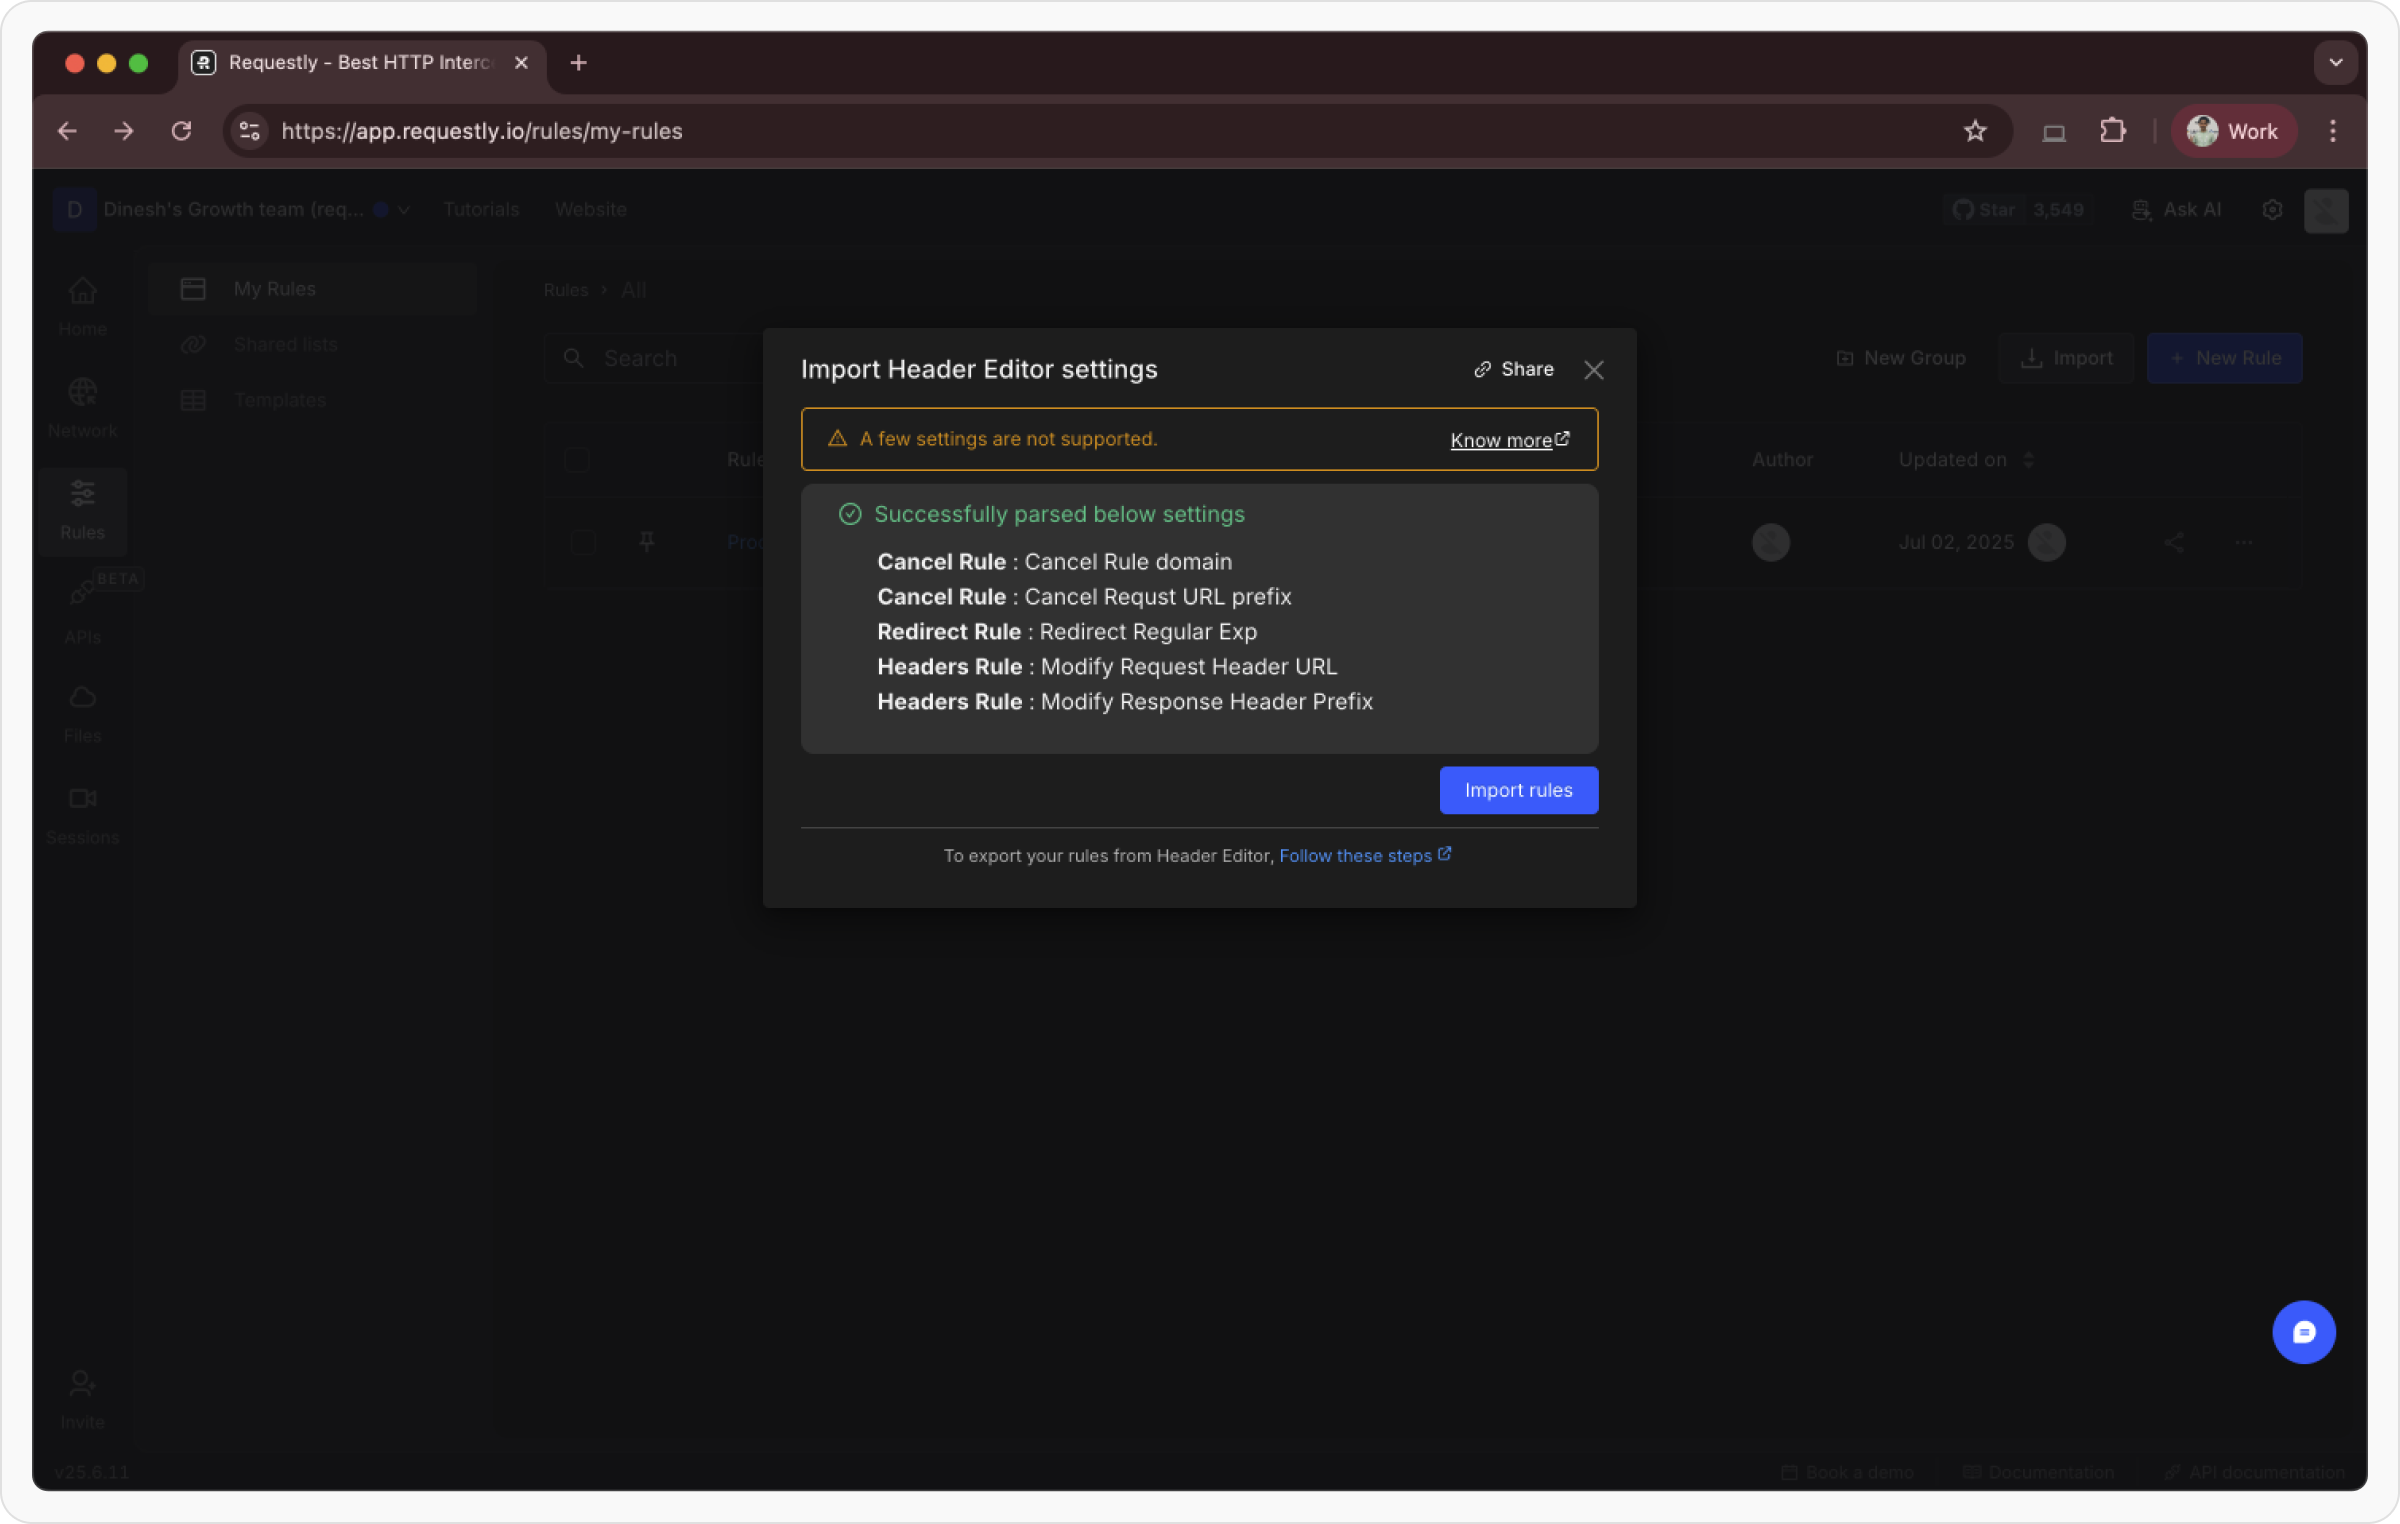 Requestly - Best HTTP Interc
https://app.requestly.io/rules/my-rules
Work
D Dinesh's Growth team (req... Tutorials Website
Star 3,549 Ask AI
Home
Network
Rules
BETA
APIs
Files
Sessions
Invite
v25.6.11
My Rules
Shared lists
Templates
Rules > All
Search
New Group Import + New Rule
Rule Author Updated on
Jul 02, 2025
Import Header Editor settings Share
A few settings are not supported. Know more
Successfully parsed below settings
Cancel Rule : Cancel Rule domain
Cancel Rule : Cancel Requst URL prefix
Redirect Rule : Redirect Regular Exp
Headers Rule : Modify Request Header URL
Headers Rule : Modify Response Header Prefix
Import rules
To export your rules from Header Editor, Follow these steps
Book a demo Documentation API documentation